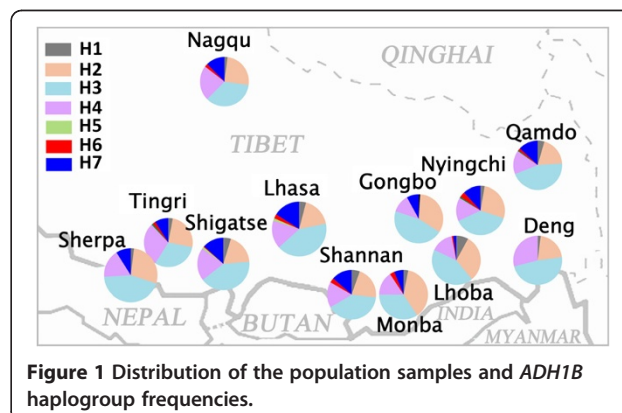 Nagqu
QINGHAI
H1
H2
H3
H4
H5
H6
H7
TIBET
Qamdo
Nyingchi
Gongbo
Lhasa
Tingri
Shigatse
Sherpa
Deng
Shannan
Lhoba
Monba
INDIA
NEPAL
BUTAN
MYANMAR
Figure 1 Distribution of the population samples and ADH1B
haplogroup frequencies.